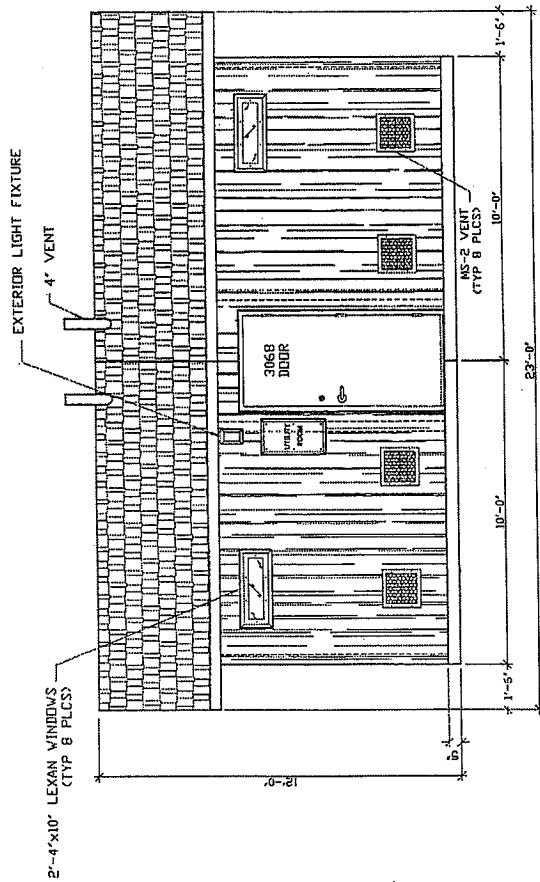 EXTERIOR LIGHT FIXTURE
4" VENT
2'-4"x10" LEXAN WINDOWS
(TYP 8 PLCS)
3068
DOOR
UTILITY
ROOM
MS-2 VENT
(TYP 8 PLCS)
12'-0"
1'-6"
10'-0"
10'-0"
1'-6"
23'-0"